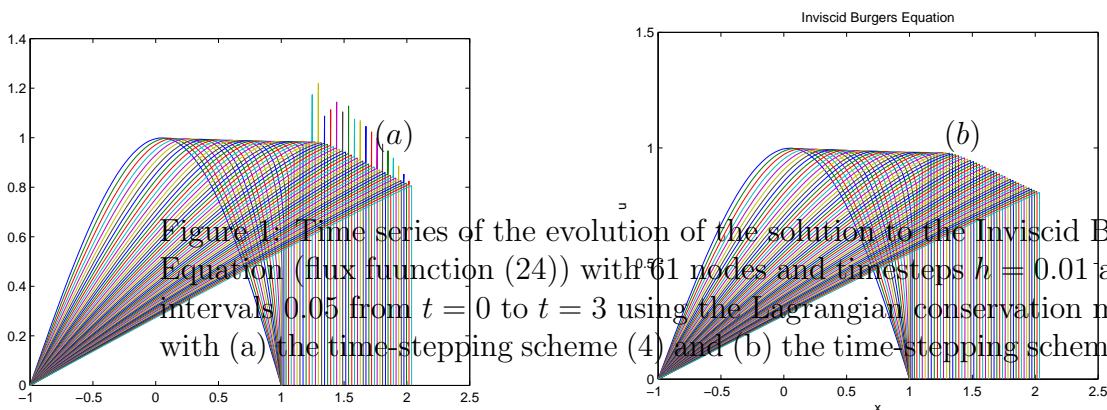 Inviscid Burgers Equation
1.4
1.2
1
0.8
0.6
0.4
0.2
0
−1 −0.5 0 0.5 1 1.5 2 2.5
(a)
1.5
1
0.5
0
−1 −0.5 0 0.5 1 1.5 2 2.5
x
u
(b)
Figure 1: Time series of the evolution of the solution to the Inviscid B
Equation (flux fuunction (24)) with 61 nodes and timesteps h = 0.01 a
intervals 0.05 from t = 0 to t = 3 using the Lagrangian conservation m
with (a) the time-stepping scheme (4) and (b) the time-stepping schem